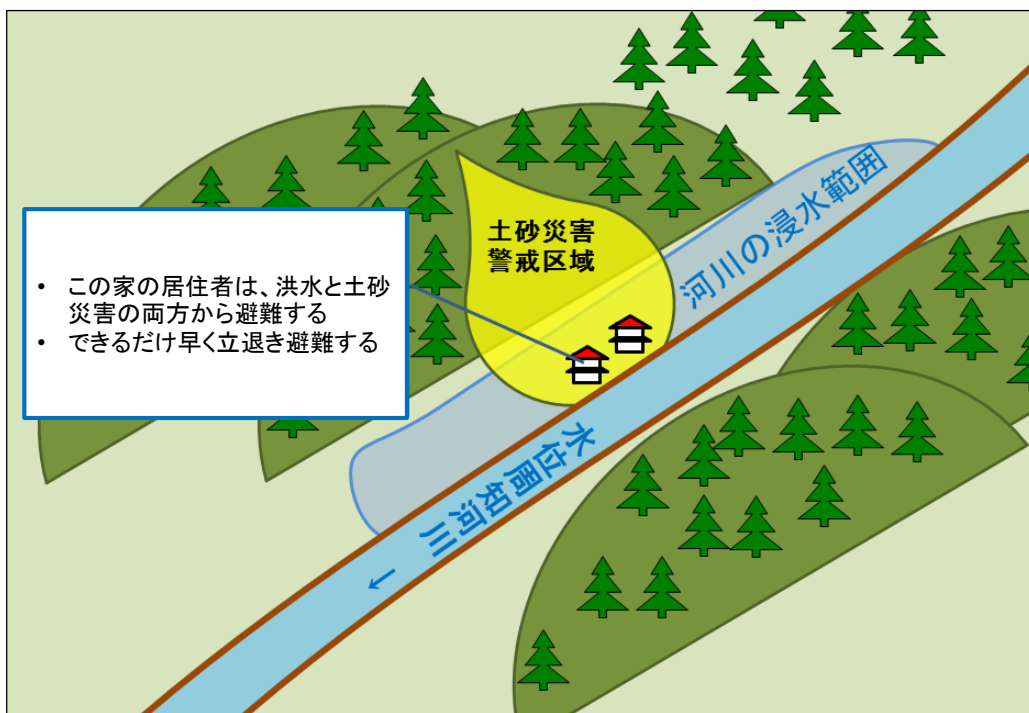 土砂災害
警戒区域
河川の浸水範囲
• この家の居住者は、洪水と土砂
災害の両方から避難する
• できるだけ早く立退き避難する
水位周知河川
←